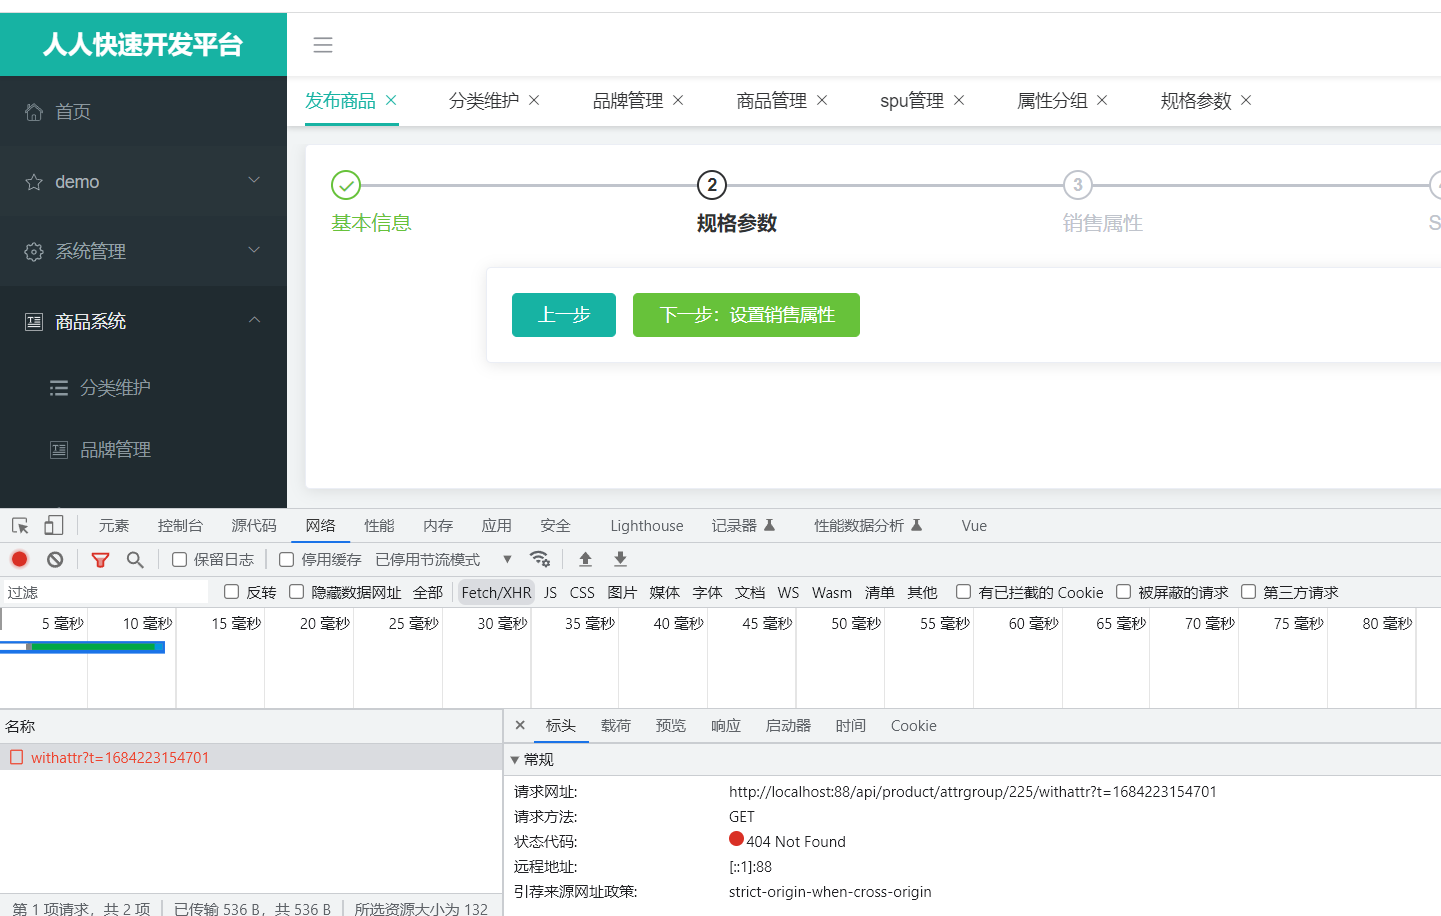 人人快速开发平台
首页
demo
系统管理
商品系统
分类维护
品牌管理
发布商品 分类维护 品牌管理 商品管理 spu管理 属性分组 规格参数
2 3
基本信息 规格参数 销售属性 S
上一步 下一步：设置销售属性
元素 控制台 源代码 网络 性能 内存 应用 安全 Lighthouse 记录器 性能数据分析 Vue
保留日志 停用缓存 已停用节流模式
过滤 反转 隐藏数据网址 全部 Fetch/XHR JS CSS 图片 媒体 字体 文档 WS Wasm 清单 其他 有已拦截的 Cookie 被屏蔽的请求 第三方请求
5 毫秒 10 毫秒 15 毫秒 20 毫秒 25 毫秒 30 毫秒 35 毫秒 40 毫秒 45 毫秒 50 毫秒 55 毫秒 60 毫秒 65 毫秒 70 毫秒 75 毫秒 80 毫秒
名称
withattr?t=1684223154701
第 1 项请求，共 2 项 已传输 536 B，共 536 B 所选资源大小为 132
标头 载荷 预览 响应 启动器 时间 Cookie
常规
请求网址: http://localhost:88/api/product/attrgroup/225/withattr?t=1684223154701
请求方法: GET
状态代码: 404 Not Found
远程地址: [::1]:88
引荐来源网址政策: strict-origin-when-cross-origin